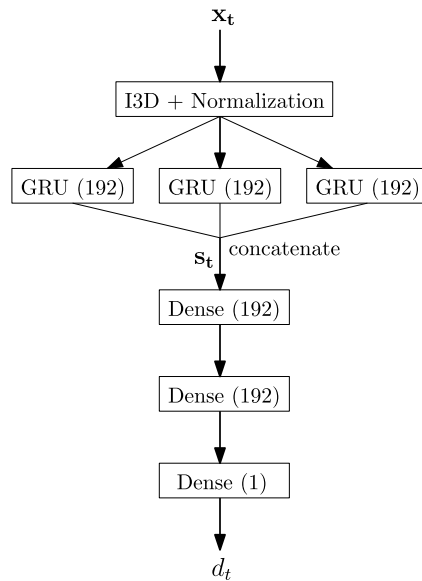 x_t
I3D + Normalization
GRU (192) GRU (192) GRU (192)
concatenate
s_t
Dense (192)
Dense (192)
Dense (1)
d_t